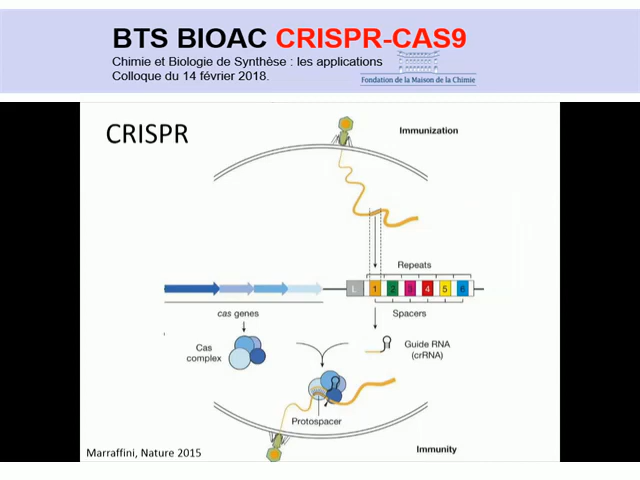 BTS BIOAC CRISPR-CAS9
Chimie et Biologie de Synthèse : les applications
Colloque du 14 février 2018.
Fondation de la Maison de la Chimie
CRISPR
Immunization
Repeats
L 1 2 3 4 5 6
cas genes
Spacers
Cas
complex
Guide RNA
(crRNA)
Protospacer
Immunity
Marraffini, Nature 2015